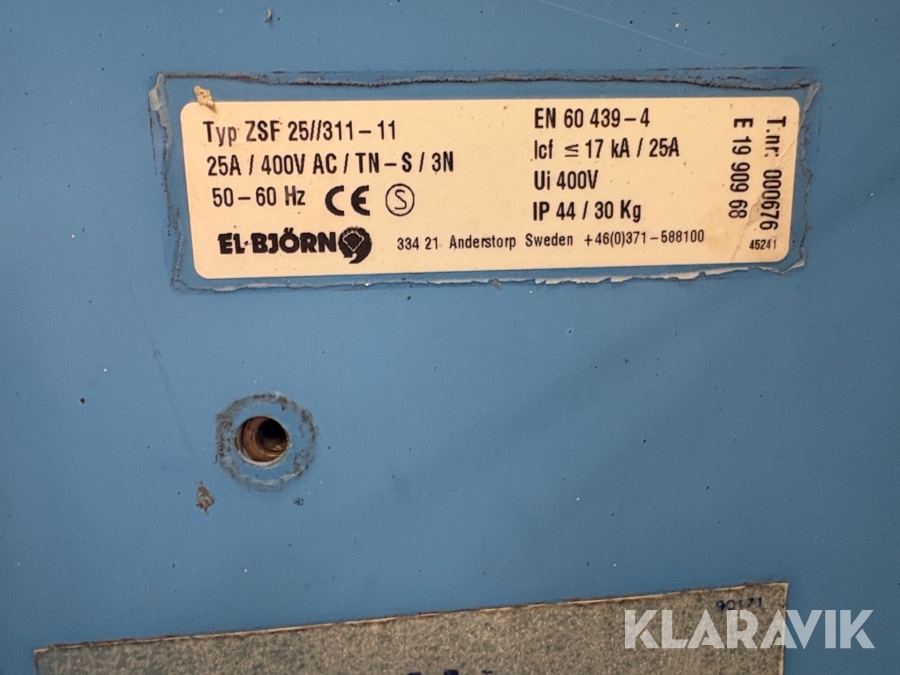 Typ ZSF 25//311-11
25A / 400V AC / TN-S / 3N
50-60 Hz CE S
EL-BJÖRN
334 21 Anderstorp Sweden +46(0)371-588100
EN 60 439-4
Icf ≤ 17 kA / 25A
Ui 400V
IP 44 / 30 Kg
T.nr: 000676
E 19 909 68
45241
KLARAVIK